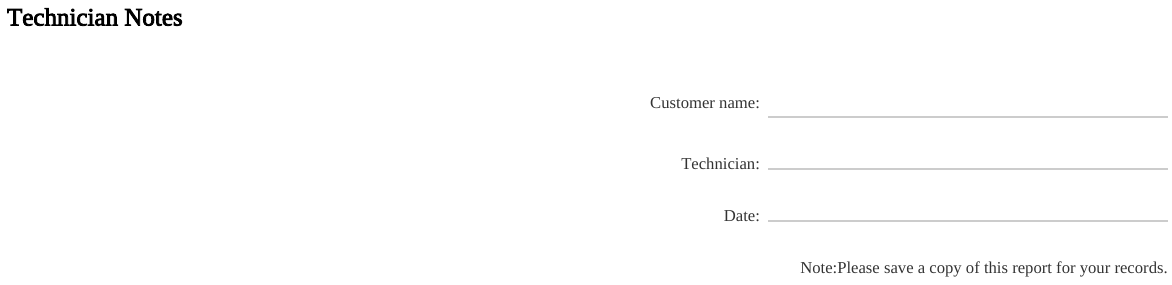 Technician Notes
Customer name:
Technician:
Date:
Note:Please save a copy of this report for your records.